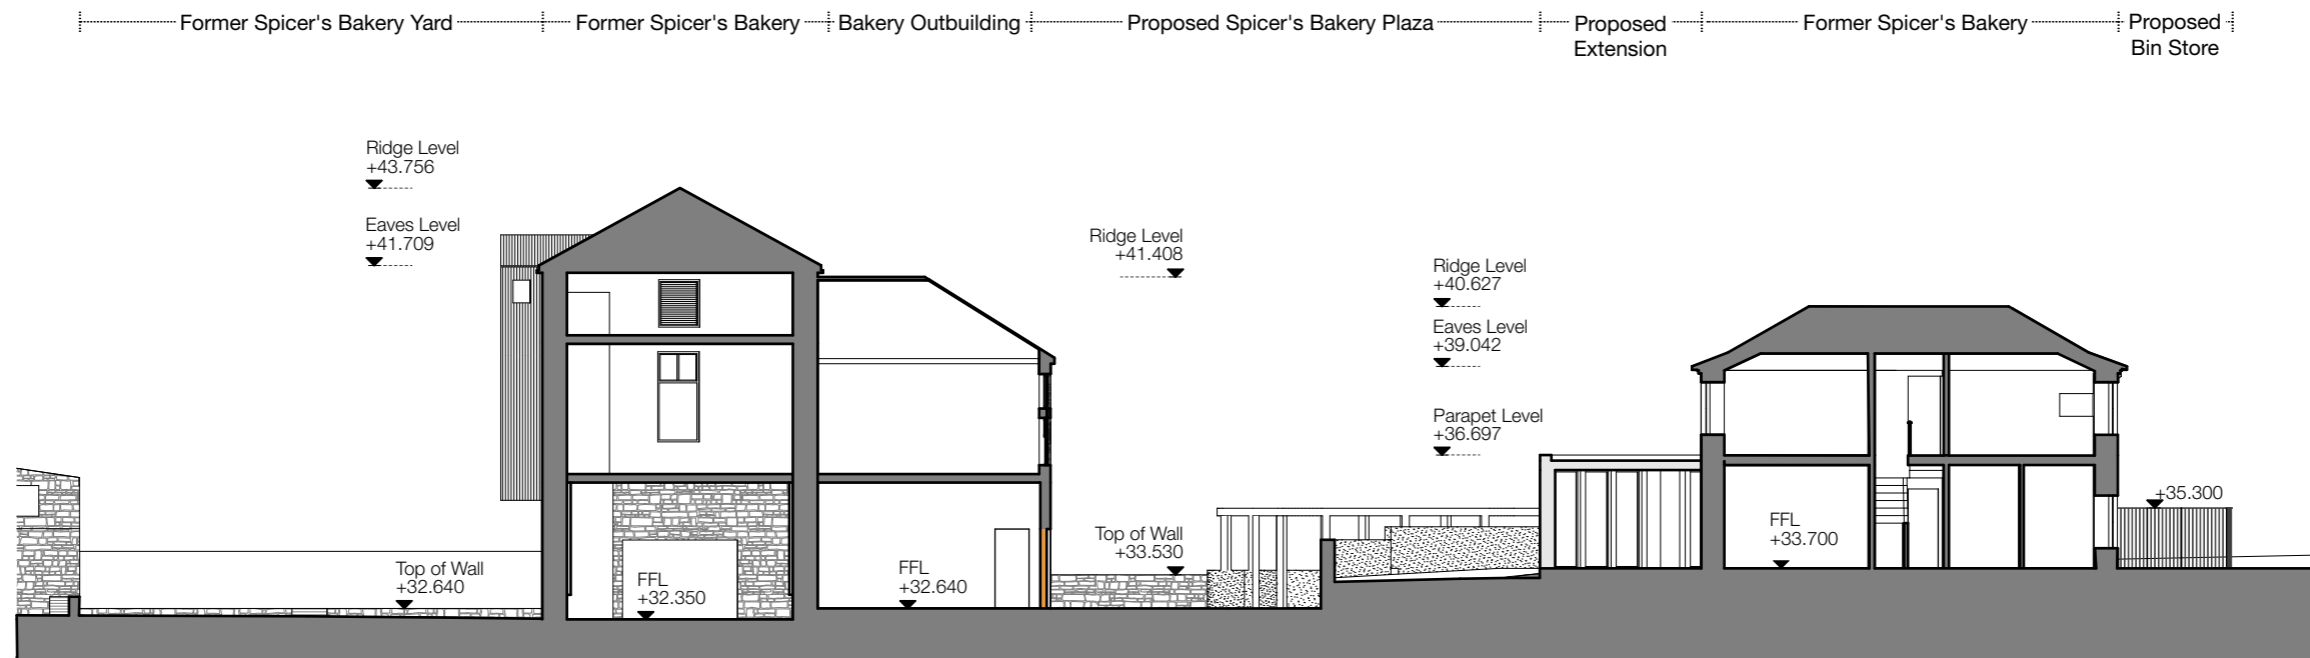 Former Spicer's Bakery Yard
Former Spicer's Bakery
Bakery Outbuilding
Proposed Spicer's Bakery Plaza
Proposed
Extension
Former Spicer's Bakery
Proposed
Bin Store
Ridge Level
+43.756
Eaves Level
+41.709
Ridge Level
+41.408
Ridge Level
+40.627
Eaves Level
+39.042
Parapet Level
+36.697
+35.300
Top of Wall
+32.640
FFL
+32.350
FFL
+32.640
Top of Wall
+33.530
FFL
+33.700